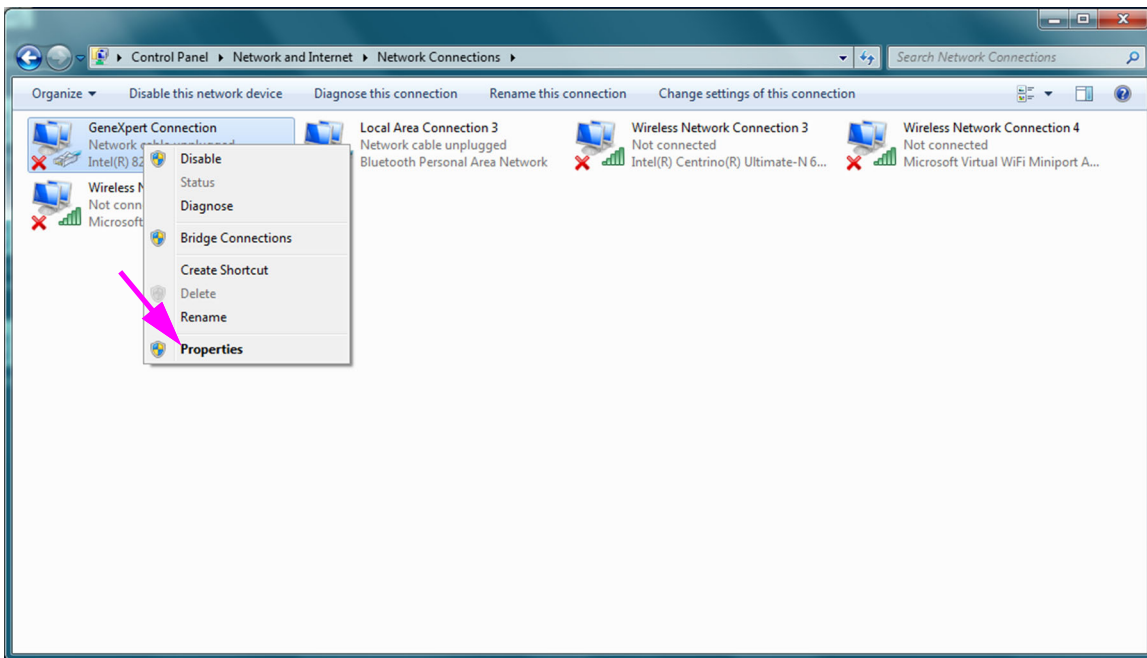 Control Panel Network and Internet Network Connections Search Network Connections
Organize Disable this network device Diagnose this connection Rename this connection Change settings of this connection
GeneXpert Connection
Network cable unplugged
Intel(R) 82
Local Area Connection 3
Network cable unplugged
Bluetooth Personal Area Network
Wireless Network Connection 3
Not connected
Intel(R) Centrino(R) Ultimate-N 6...
Wireless Network Connection 4
Not connected
Microsoft Virtual WiFi Miniport A...
Wireless N
Not conn
Microsoft
Disable
Status
Diagnose
Bridge Connections
Create Shortcut
Delete
Rename
Properties